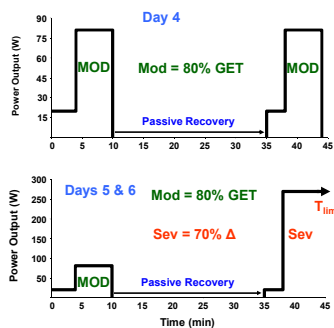 Day 4
Power Output (W)
90
75
60
45
30
15
MOD
Mod = 80% GET
MOD
Passive Recovery
0 5 10 15 20 25 30 35 40 45
Time (min)
Days 5 & 6
Power Output (W)
300
250
200
150
100
50
Mod = 80% GET
Sev = 70% Δ
T lim
Sev
MOD
Passive Recovery
0 5 10 15 20 25 30 35 40 45
Time (min)